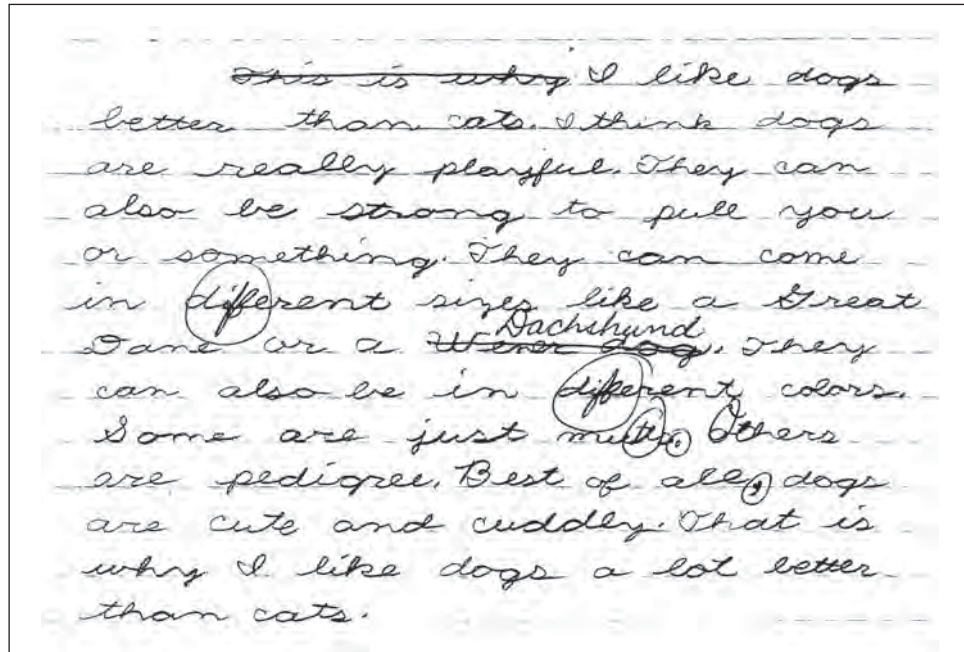 This is why I like dogs
better than cats. I think dogs
are really playful. They can
also be strong to pull you
or something. They can come
in different sizes like a Great
Dachshund
Dane or a Wener dog. They
can also be in different colors.
Some are just mutts. Others
are pedigree. Best of all, dogs
are cute and cuddly. That is
why I like dogs a lot better
than cats.